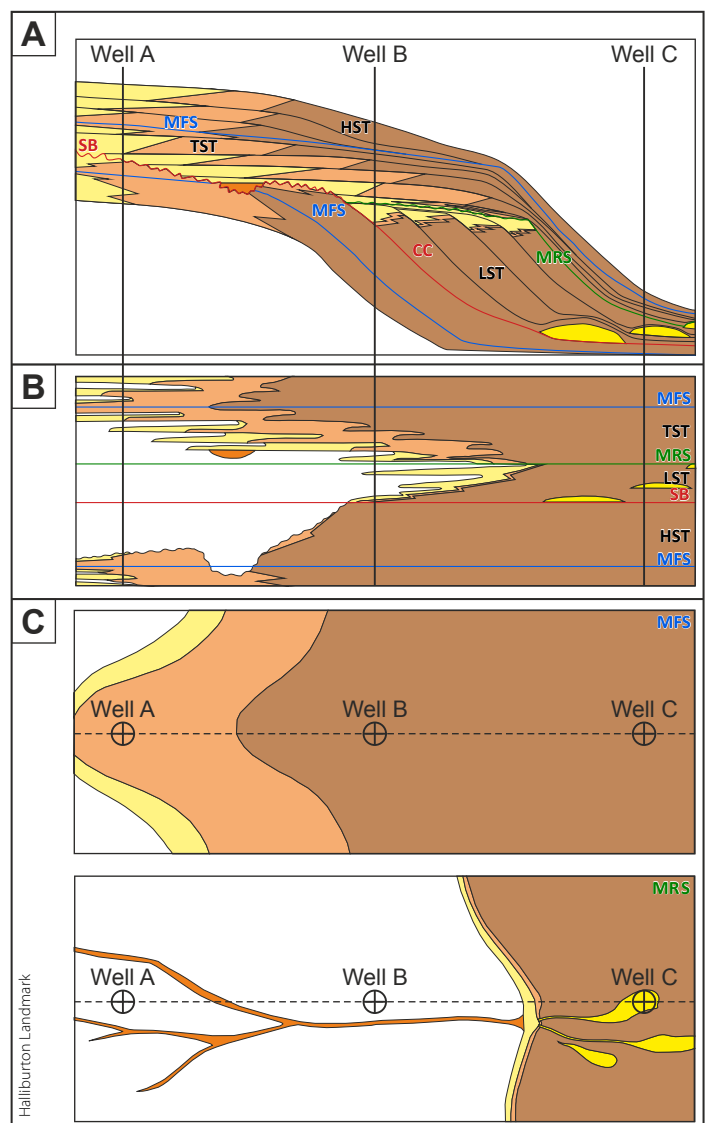 A
Well A Well B Well C
MFS HST
SB TST
MFS
CC LST MRS
B
MFS
TST
MRS
LST
SB
HST
MFS
C
MFS
Well A Well B Well C
MRS
Well A Well B Well C
Halliburton Landmark